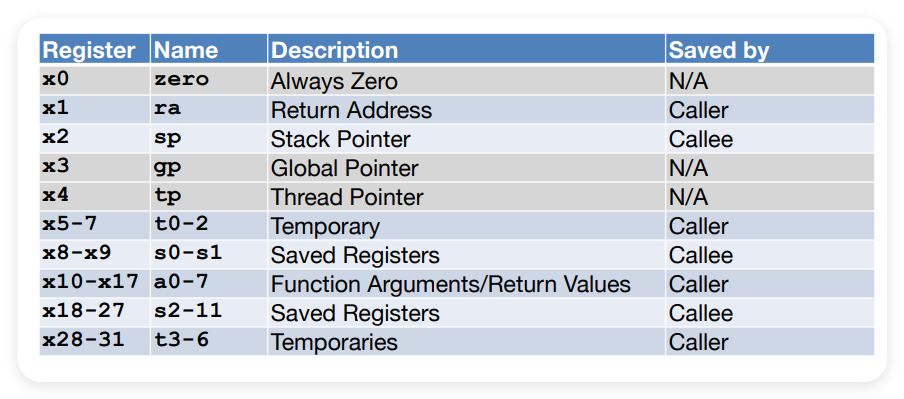 Register Name Description Saved by
x0 zero Always Zero N/A
x1 ra Return Address Caller
x2 sp Stack Pointer Callee
x3 gp Global Pointer N/A
x4 tp Thread Pointer N/A
x5-7 t0-2 Temporary Caller
x8-x9 s0-s1 Saved Registers Callee
x10-x17 a0-7 Function Arguments/Return Values Caller
x18-27 s2-11 Saved Registers Callee
x28-31 t3-6 Temporaries Caller